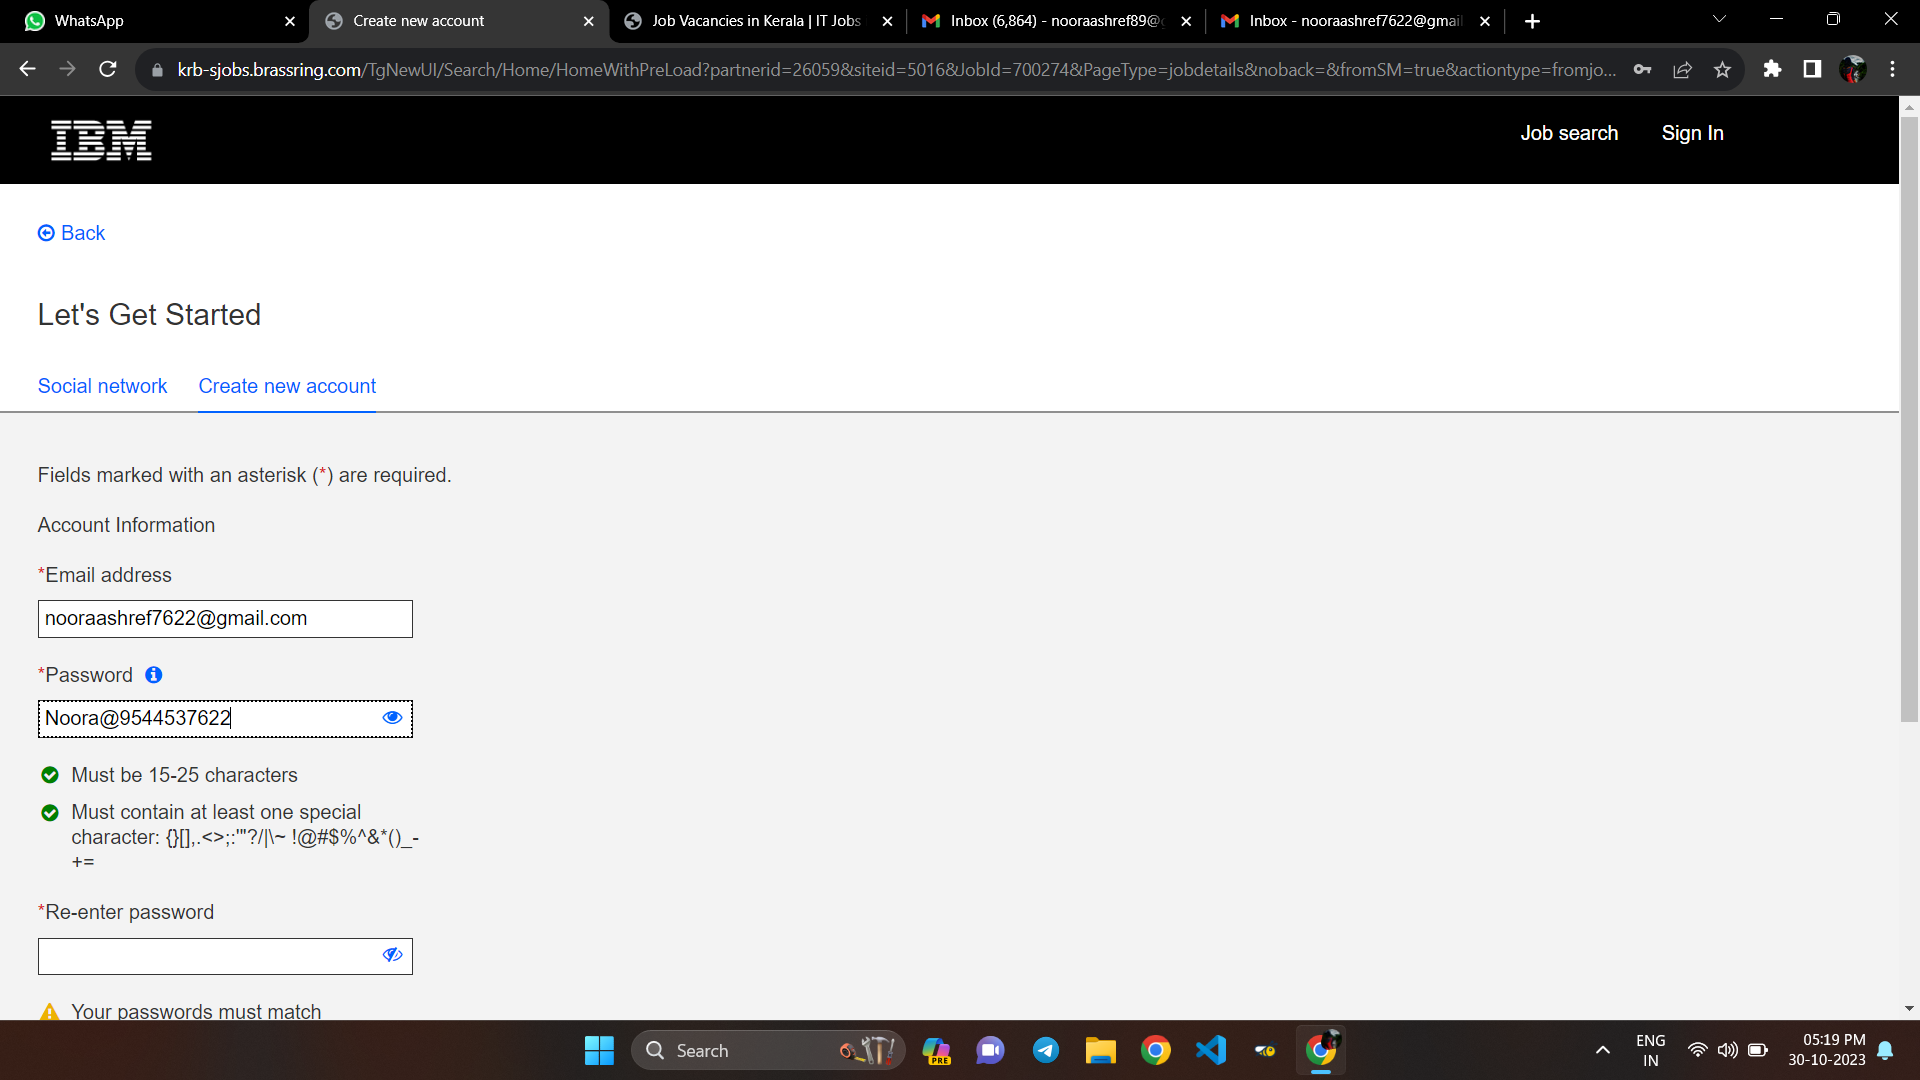 WhatsApp
Create new account
Job Vacancies in Kerala | IT Jobs
Inbox (6,864) - nooraashref89@
Inbox - nooraashref7622@gmail
krb-sjobs.brassring.com/TgNewUI/Search/Home/HomeWithPreLoad?partnerid=26059&siteid=5016&JobId=700274&PageType=jobdetails&noback=&fromSM=true&actiontype=fromjo...
IBM
Job search
Sign In
Back
Let's Get Started
Social network
Create new account
Fields marked with an asterisk (*) are required.
Account Information
*Email address
nooraashref7622@gmail.com
*Password
Noora@9544537622
Must be 15-25 characters
Must contain at least one special
character: {}[],.<>;:'"?/|\~ !@#$%^&*()_-
+=
*Re-enter password
Your passwords must match
Search
PRE
ENG
IN
05:19 PM
30-10-2023